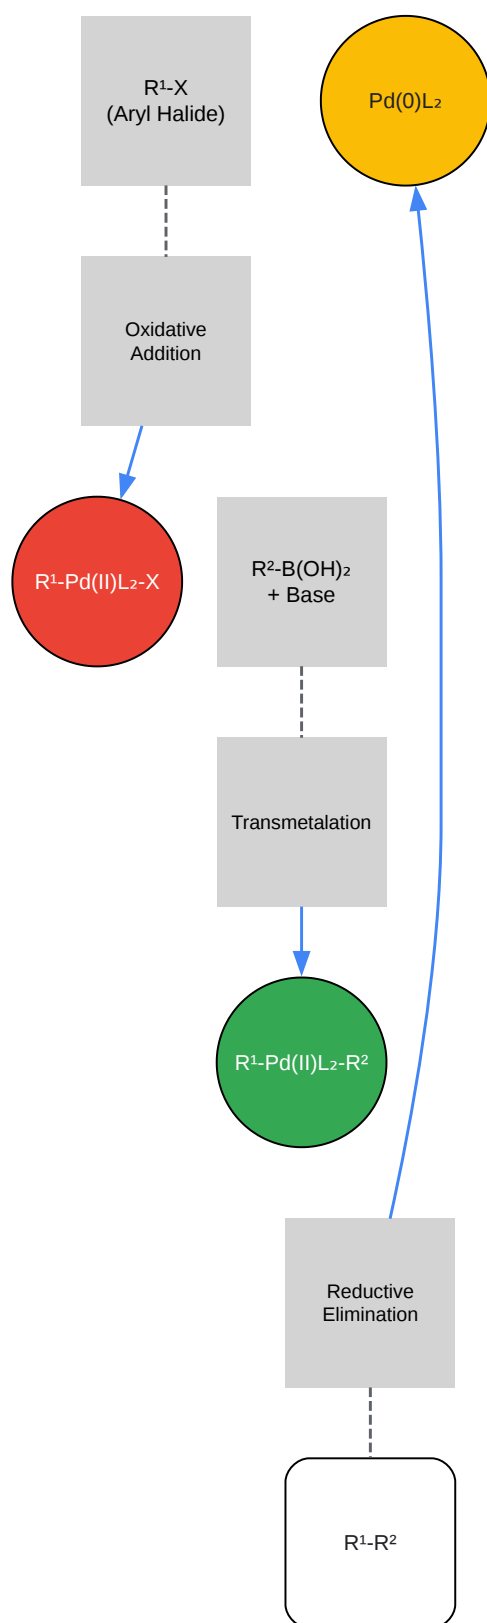 R¹-X
(Aryl Halide)
Pd(0)L₂
Oxidative
Addition
R¹-Pd(II)L₂-X
R²-B(OH)₂
+ Base
Transmetalation
R¹-Pd(II)L₂-R²
Reductive
Elimination
R¹-R²